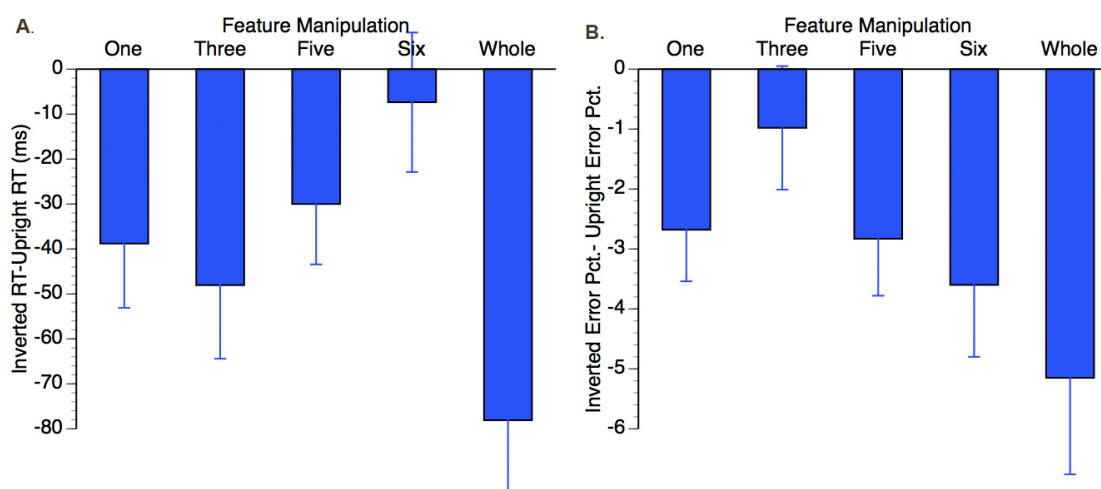 A.
Feature Manipulation
One Three Five Six Whole
0
-10
-20
-30
-40
-50
-60
-70
-80
Inverted RT-Upright RT (ms)
B.
Feature Manipulation
One Three Five Six Whole
0
-1
-2
-3
-4
-5
-6
Inverted Error Pct.- Upright Error Pct.